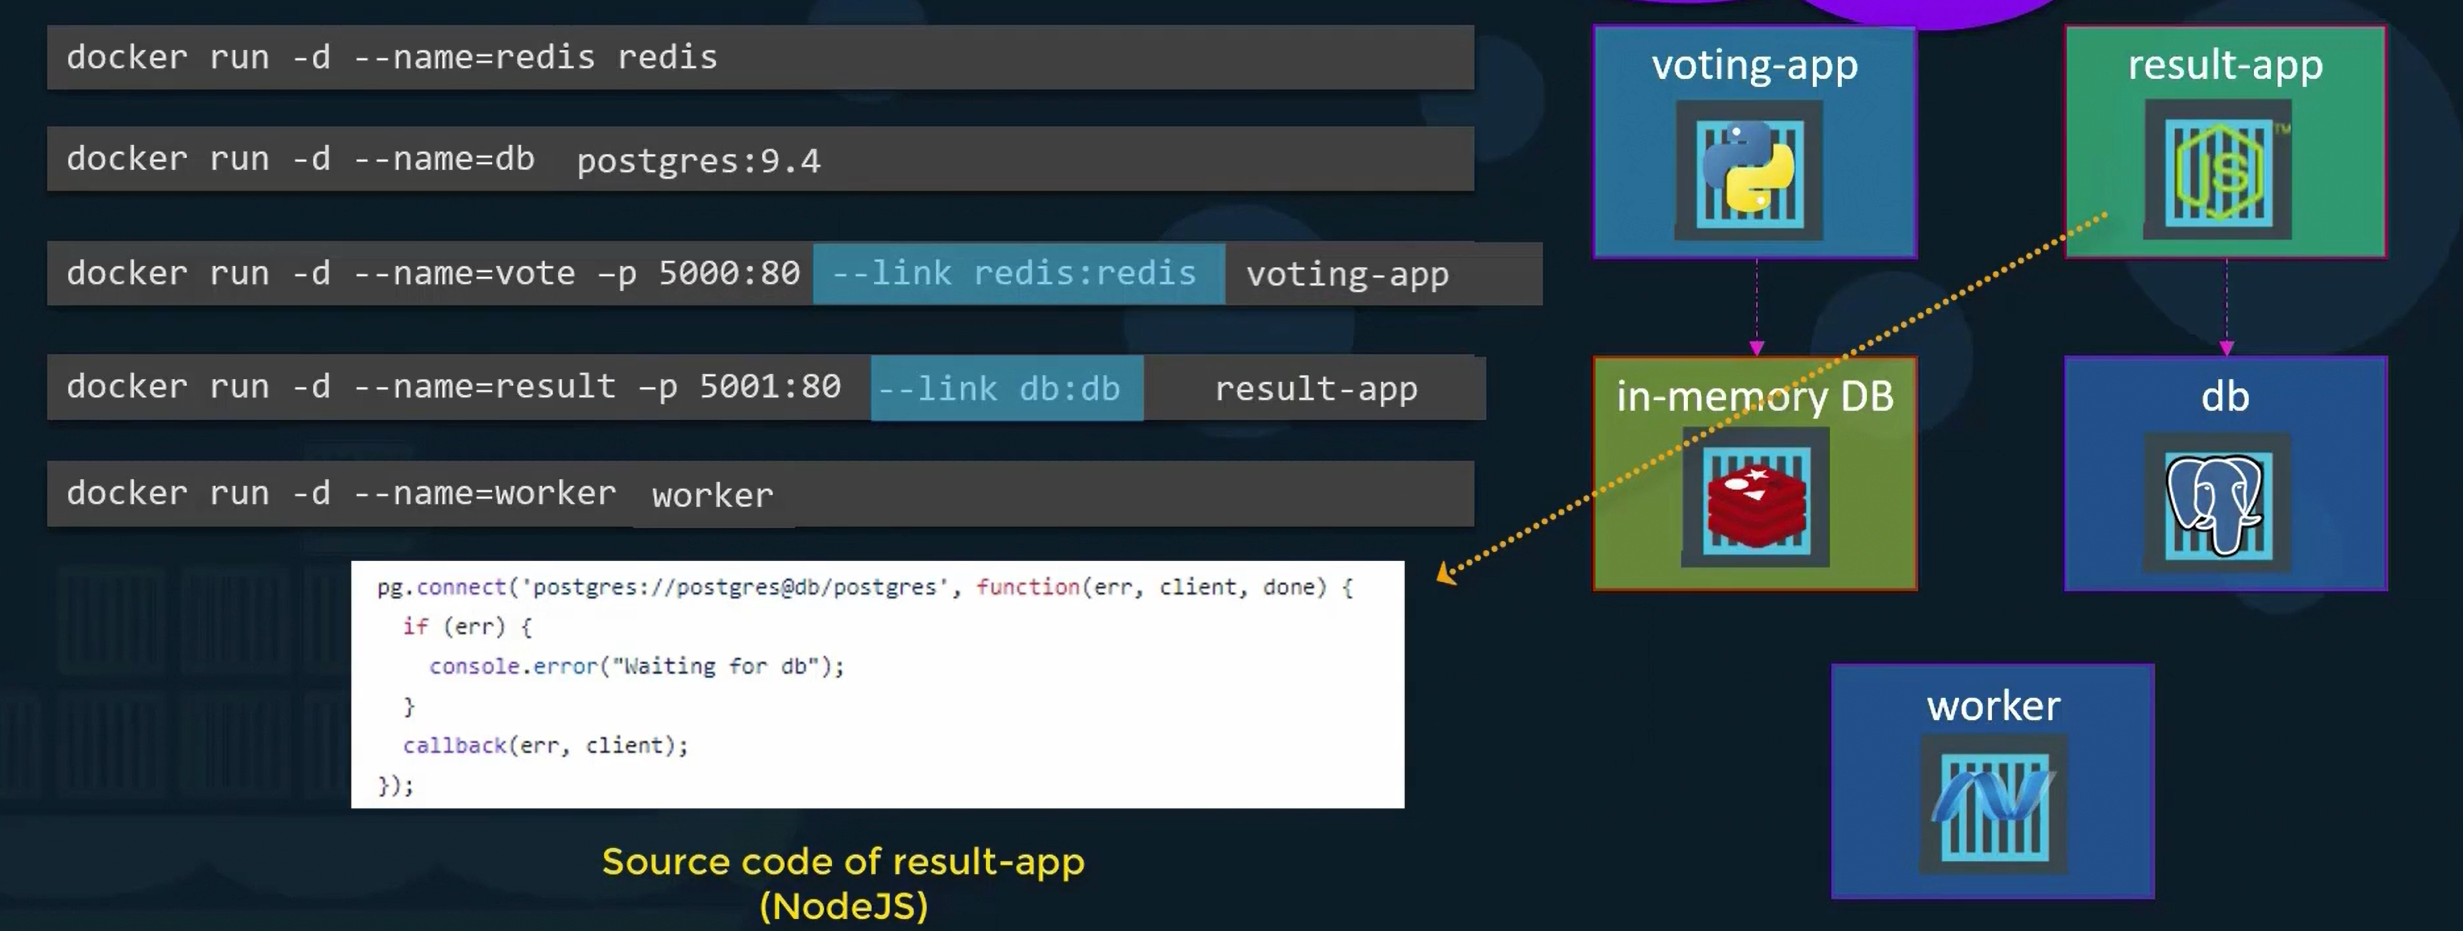 docker run -d --name=redis redis
docker run -d --name=db postgres:9.4
docker run -d --name=vote –p 5000:80 --link redis:redis voting-app
docker run -d --name=result –p 5001:80 --link db:db result-app
docker run -d --name=worker worker
pg.connect('postgres://postgres@db/postgres', function(err, client, done) {
if (err) {
console.error("Waiting for db");
}
callback(err, client);
});
Source code of result-app
(NodeJS)
voting-app
result-app
JS
TM
in-memory DB
db
worker